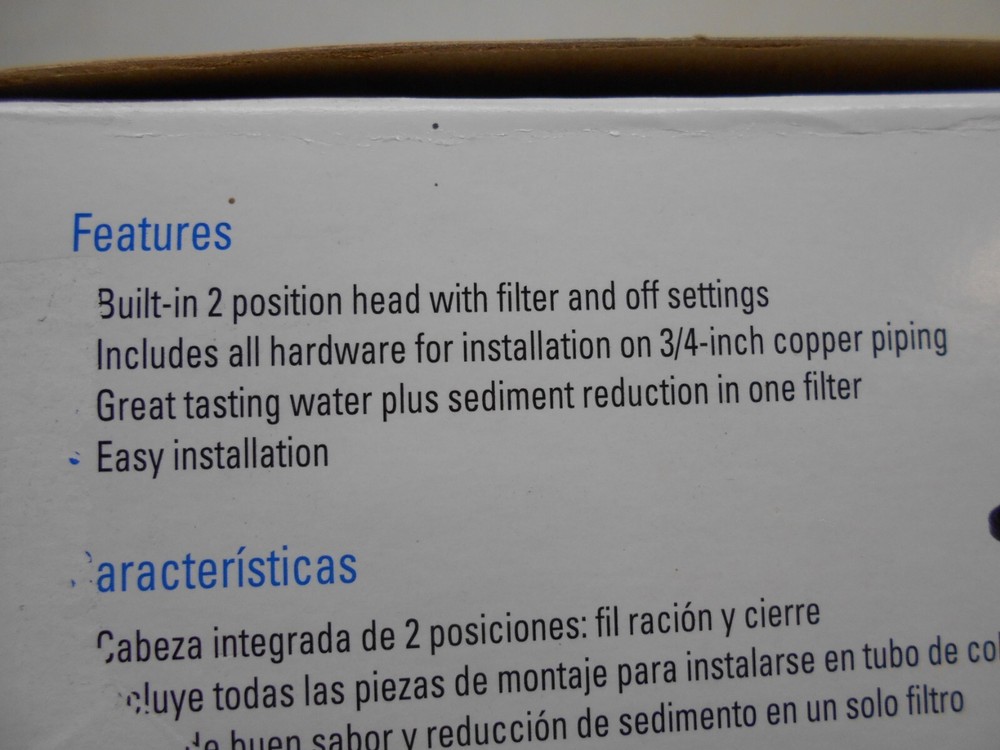 Features
Built-in 2 position head with filter and off settings
Includes all hardware for installation on 3/4-inch copper piping
Great tasting water plus sediment reduction in one filter
Easy installation
aracterísticas
Cabeza integrada de 2 posiciones: fil ración y cierre
cluye todas las piezas de montaje para instalarse en tubo de
de buen sabor y reducción de sedimento en un solo filtro